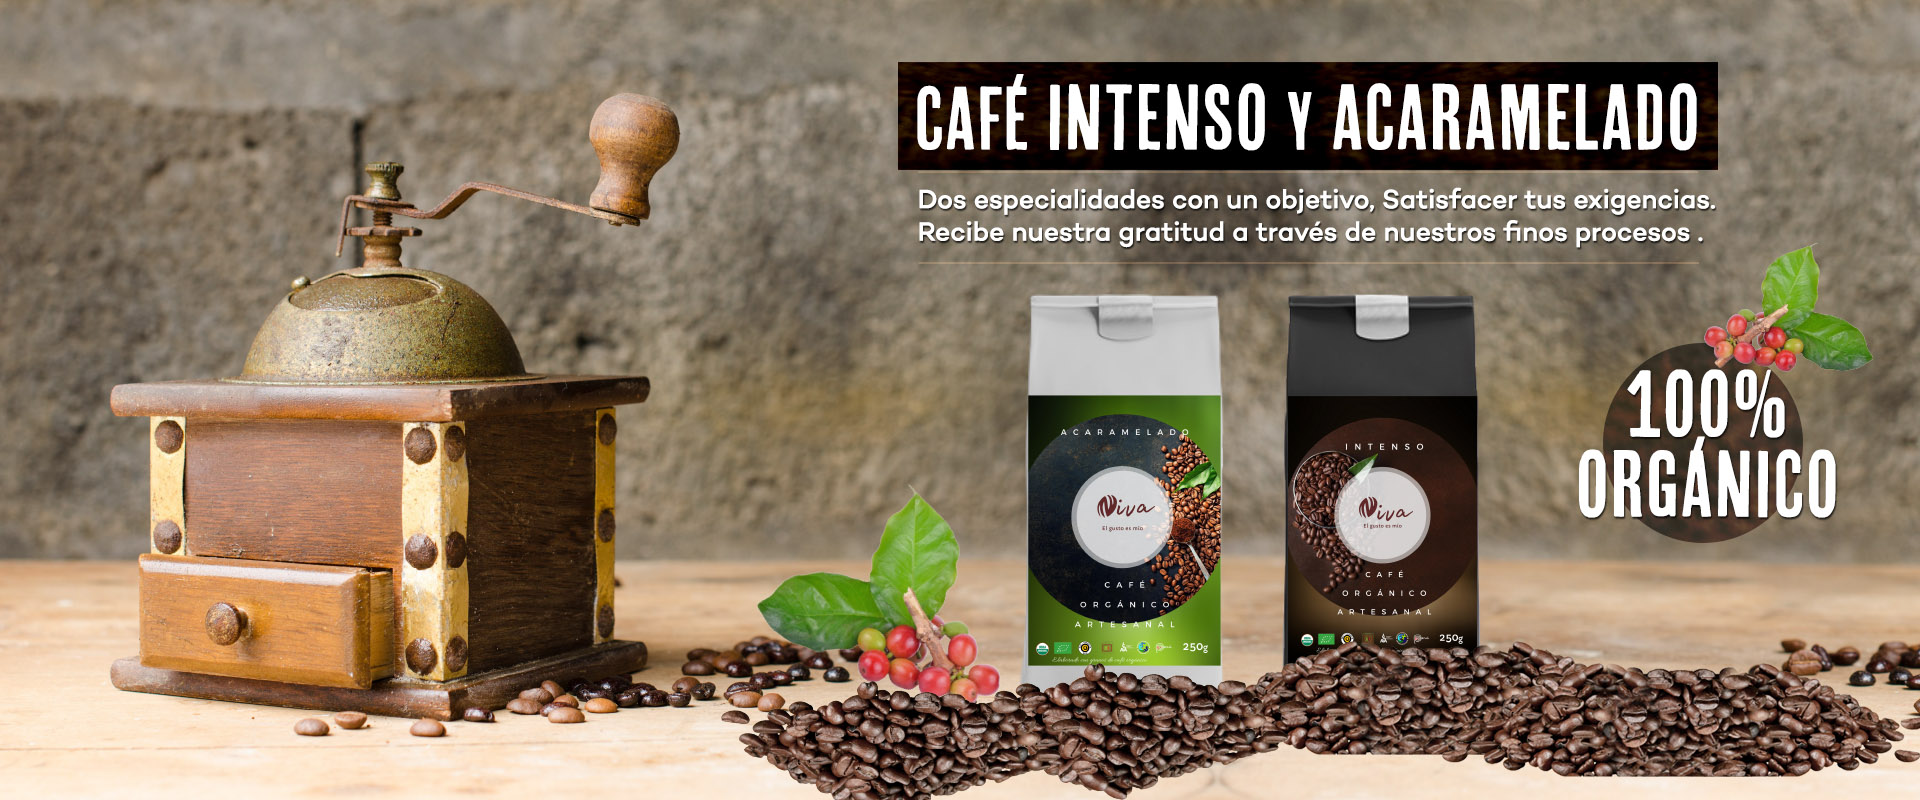 CAFÉ INTENSO Y ACARAMELADO
Dos especialidades con un objetivo, Satisfacer tus exigencias.
Recibe nuestra gratitud a través de nuestros finos procesos .
100%
ORGÁNICO
ACARAMELADO
Viva
El gusto es mío
CAFÉ
ORGÁNICO
ARTESANAL
250g
INTENSO
Viva
El gusto es mío
CAFÉ
ORGÁNICO
ARTESANAL
250g